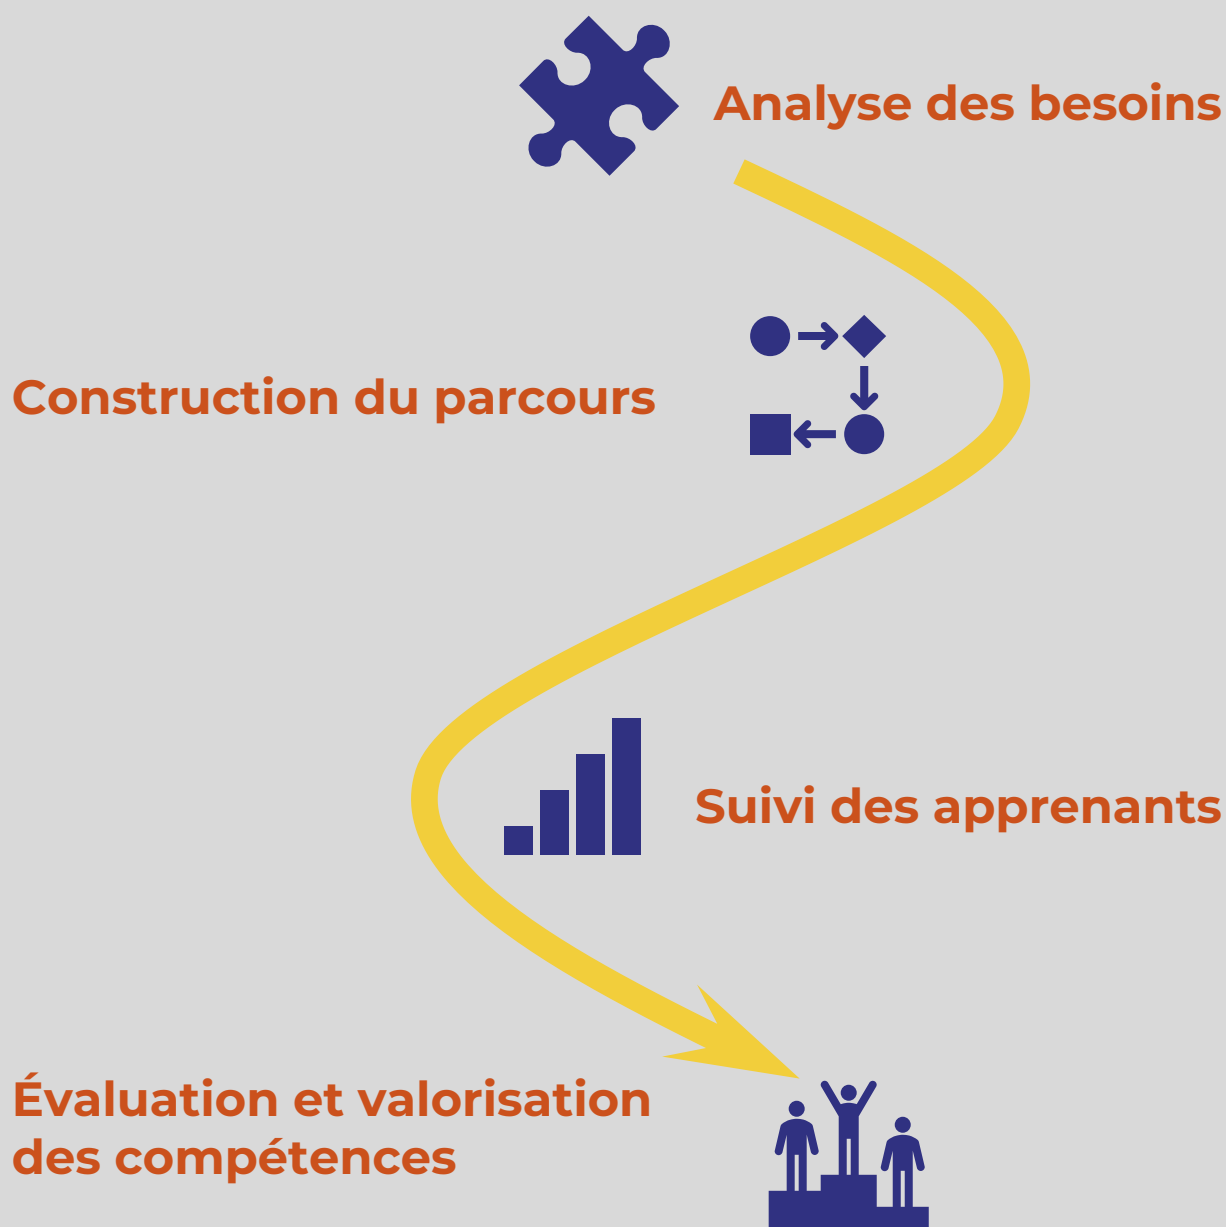 Analyse des besoins
Construction du parcours
Suivi des apprenants
Évaluation et valorisation
des compétences